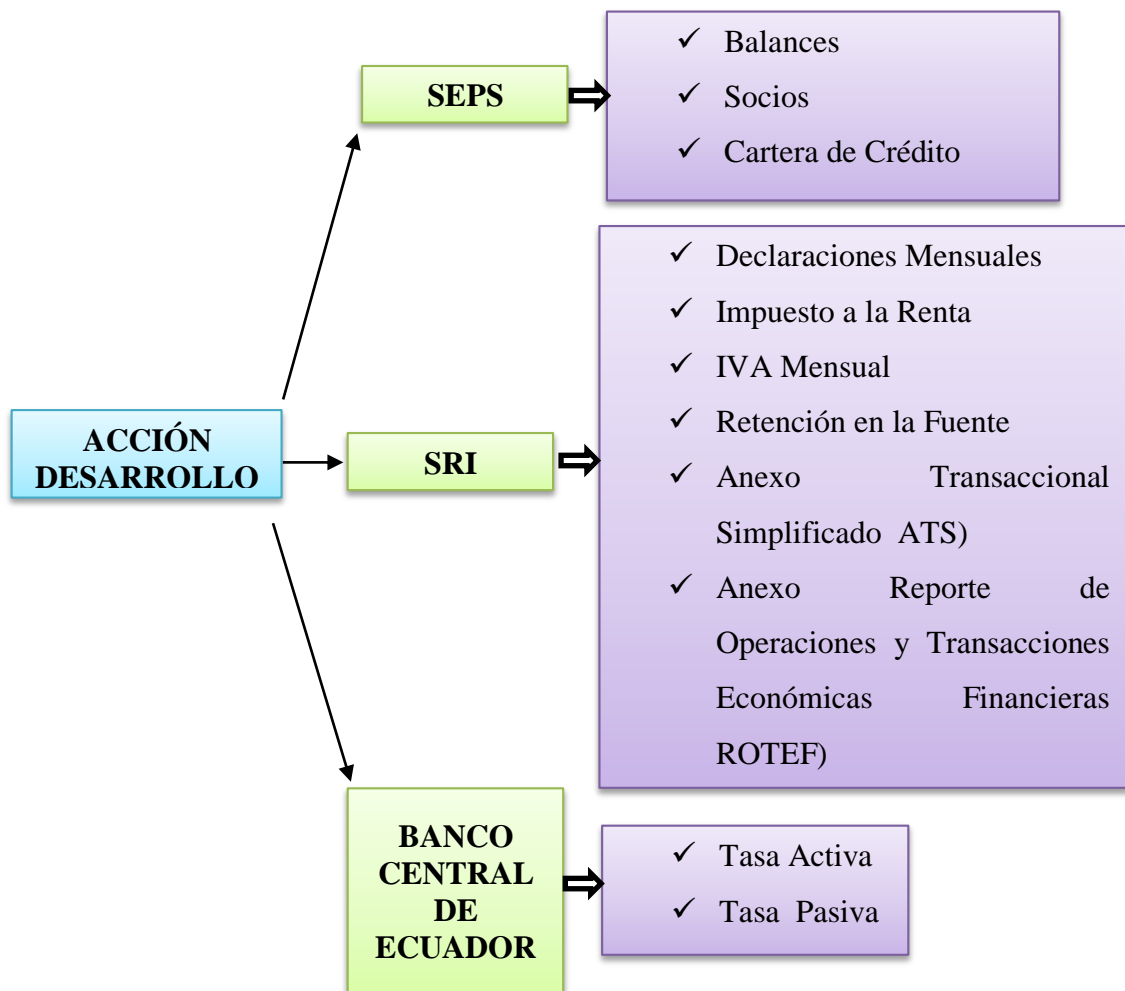 SEPS
✓ Balances
✓ Socios
✓ Cartera de Crédito
ACCIÓN
DESARROLLO
SRI
✓ Declaraciones Mensuales
✓ Impuesto a la Renta
✓ IVA Mensual
✓ Retención en la Fuente
✓ Anexo Transaccional
Simplificado ATS)
✓ Anexo Reporte de
Operaciones y Transacciones
Económicas Financieras
ROTEF)
BANCO
CENTRAL
DE
ECUADOR
✓ Tasa Activa
✓ Tasa Pasiva